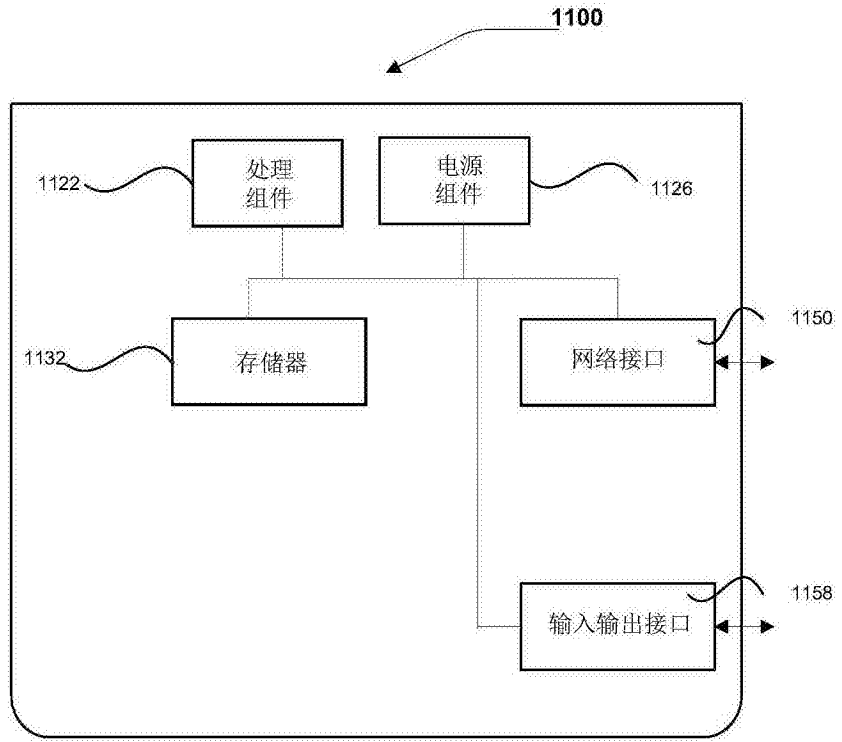 1100
1122
处理
组件
电源
组件
1126
1132
存储器
网络接口
1150
输入输出接口
1158